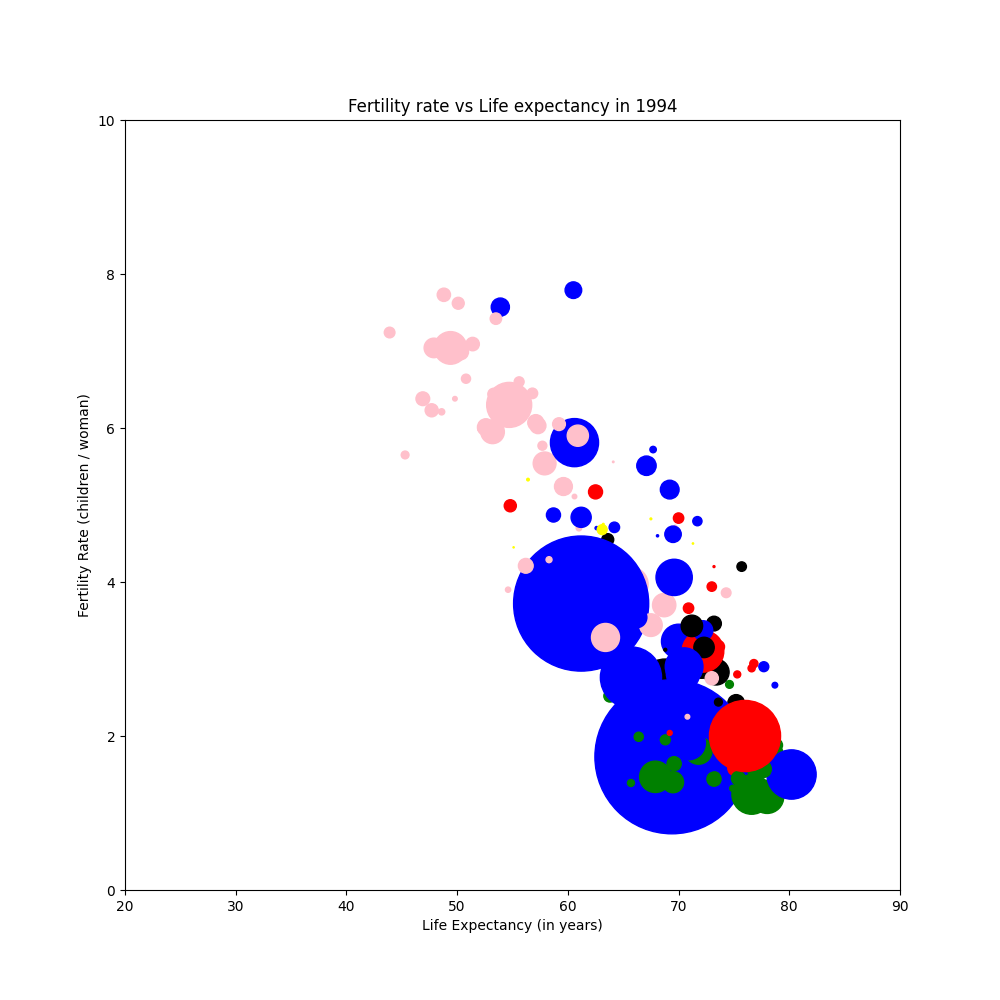 Fertility rate vs Life expectancy in 1994
10
8
6
4
2
0
Fertility Rate (children / woman)
20 30 40 50 60 70 80 90
Life Expectancy (in years)